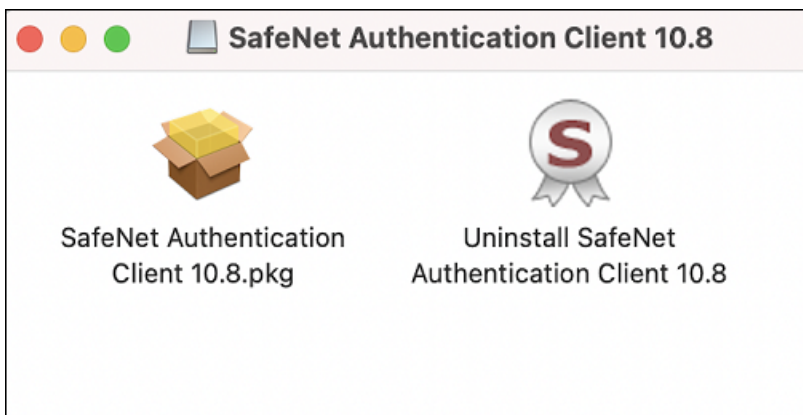 SafeNet Authentication Client 10.8
S
SafeNet Authentication
Client 10.8.pkg
Uninstall SafeNet
Authentication Client 10.8